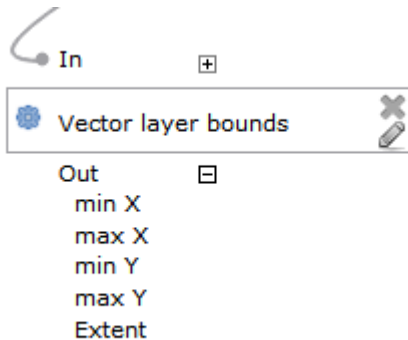 In
Vector layer bounds
Out
min X
max X
min Y
max Y
Extent